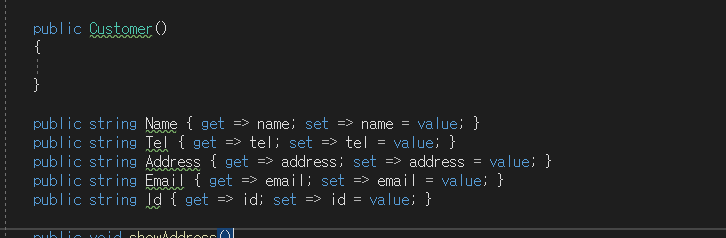 public Customer()
{
}
public string Name { get => name; set => name = value; }
public string Tel { get => tel; set => tel = value; }
public string Address { get => address; set => address = value; }
public string Email { get => email; set => email = value; }
public string Id { get => id; set => id = value; }
public void showAddress()